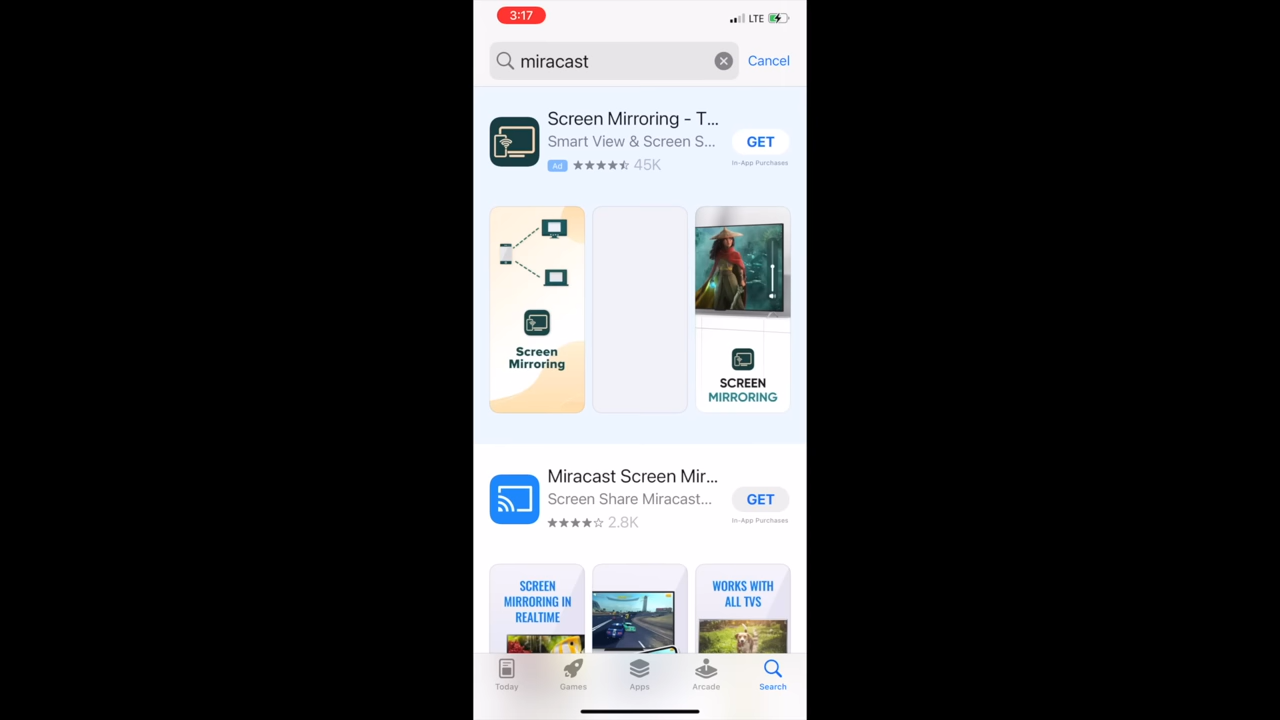 3:17
LTE
miracast
Cancel
Screen Mirroring - T...
Smart View & Screen S...
GET
Ad
45K
In-App Purchases
Screen
Mirroring
SCREEN
MIRRORING
Miracast Screen Mir...
Screen Share Miracast...
GET
2.8K
In-App Purchases
SCREEN
MIRRORING IN
REALTIME
WORKS WITH
ALL TVS
Today
Games
Apps
Arcade
Search